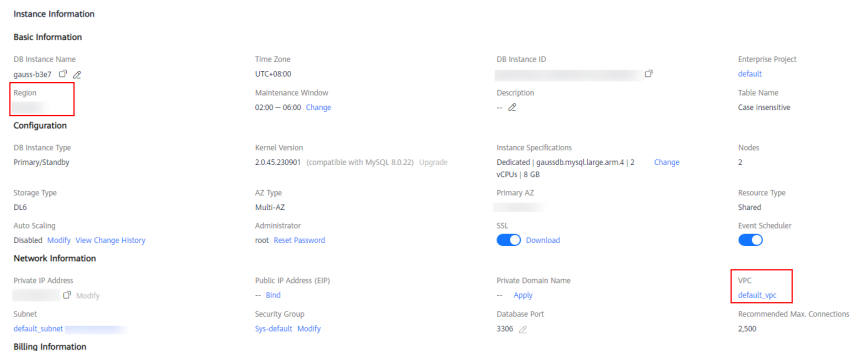 Instance Information
Basic Information
DB Instance Name Time Zone DB Instance ID Enterprise Project
gauss-b3e7 UTC+08:00 default
Region Maintenance Window Description Table Name
02:00 — 06:00 Change -- Case insensitive
Configuration
DB Instance Type Kernel Version Instance Specifications Nodes
Primary/Standby 2.0.45.230901 (compatible with MySQL 8.0.22) Upgrade Dedicated | gaussdb.mysql.large.arm.4 | 2 Change 2
vCPUs | 8 GB
Storage Type AZ Type Primary AZ Resource Type
DL6 Multi-AZ Shared
Auto Scaling Administrator SSL Event Scheduler
Disabled Modify View Change History root Reset Password Download
Network Information
Private IP Address Public IP Address (EIP) Private Domain Name VPC
Modify -- Bind -- Apply default_vpc
Subnet Security Group Database Port Recommended Max. Connections
default_subnet Sys-default Modify 3306 2,500
Billing Information